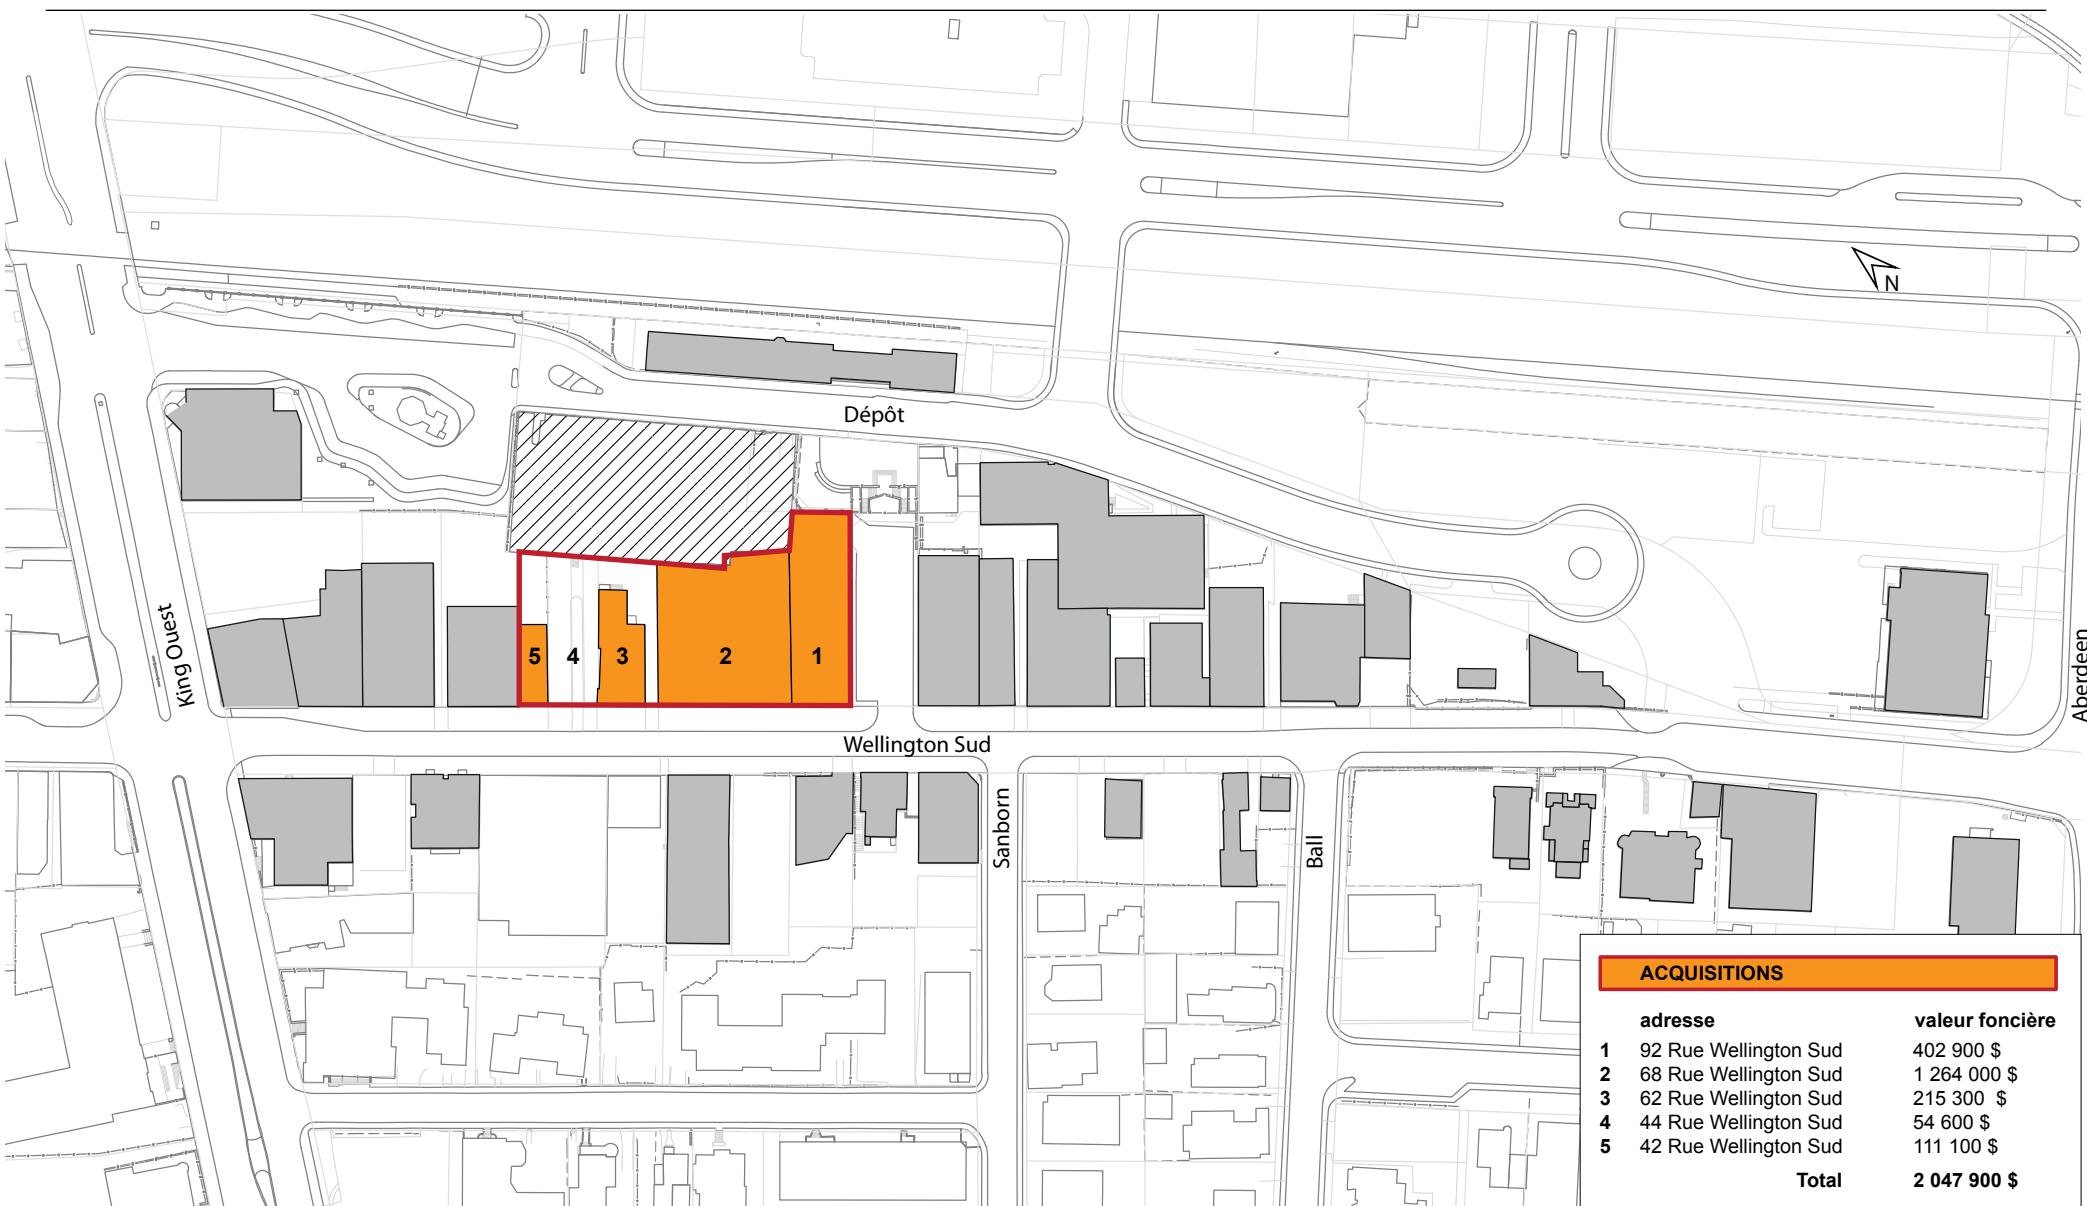 N
Dépôt
King Ouest
5
4
3
2
1
Aberdeen
Wellington Sud
Sanborn
Ball
ACQUISITIONS
adresse valeur foncière
1 92 Rue Wellington Sud 402 900 $
2 68 Rue Wellington Sud 1 264 000 $
3 62 Rue Wellington Sud 215 300 $
4 44 Rue Wellington Sud 54 600 $
5 42 Rue Wellington Sud 111 100 $
Total 2 047 900 $